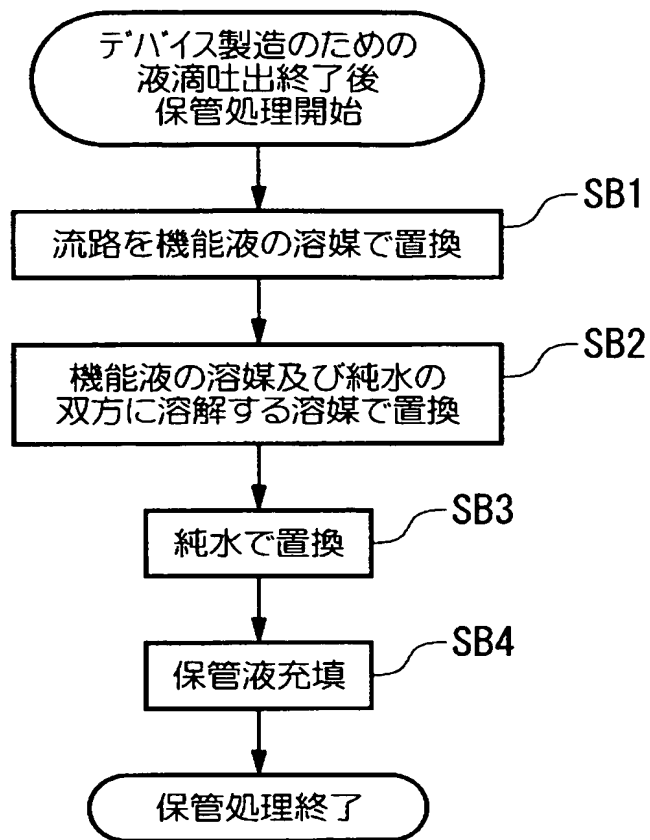 デバイス製造のための
液滴吐出終了後
保管処理開始
SB1
流路を機能液の溶媒で置換
SB2
機能液の溶媒及び純水の
双方に溶解する溶媒で置換
SB3
純水で置換
SB4
保管液充填
保管処理終了